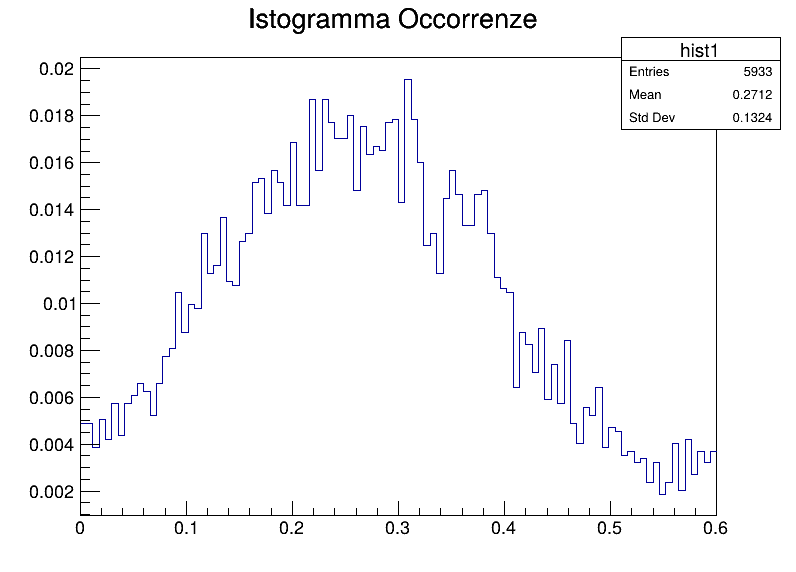 Istogramma Occorrenze
hist1
Entries 5933
Mean 0.2712
Std Dev 0.1324
0.02
0.018
0.016
0.014
0.012
0.01
0.008
0.006
0.004
0.002
0 0.1 0.2 0.3 0.4 0.5 0.6